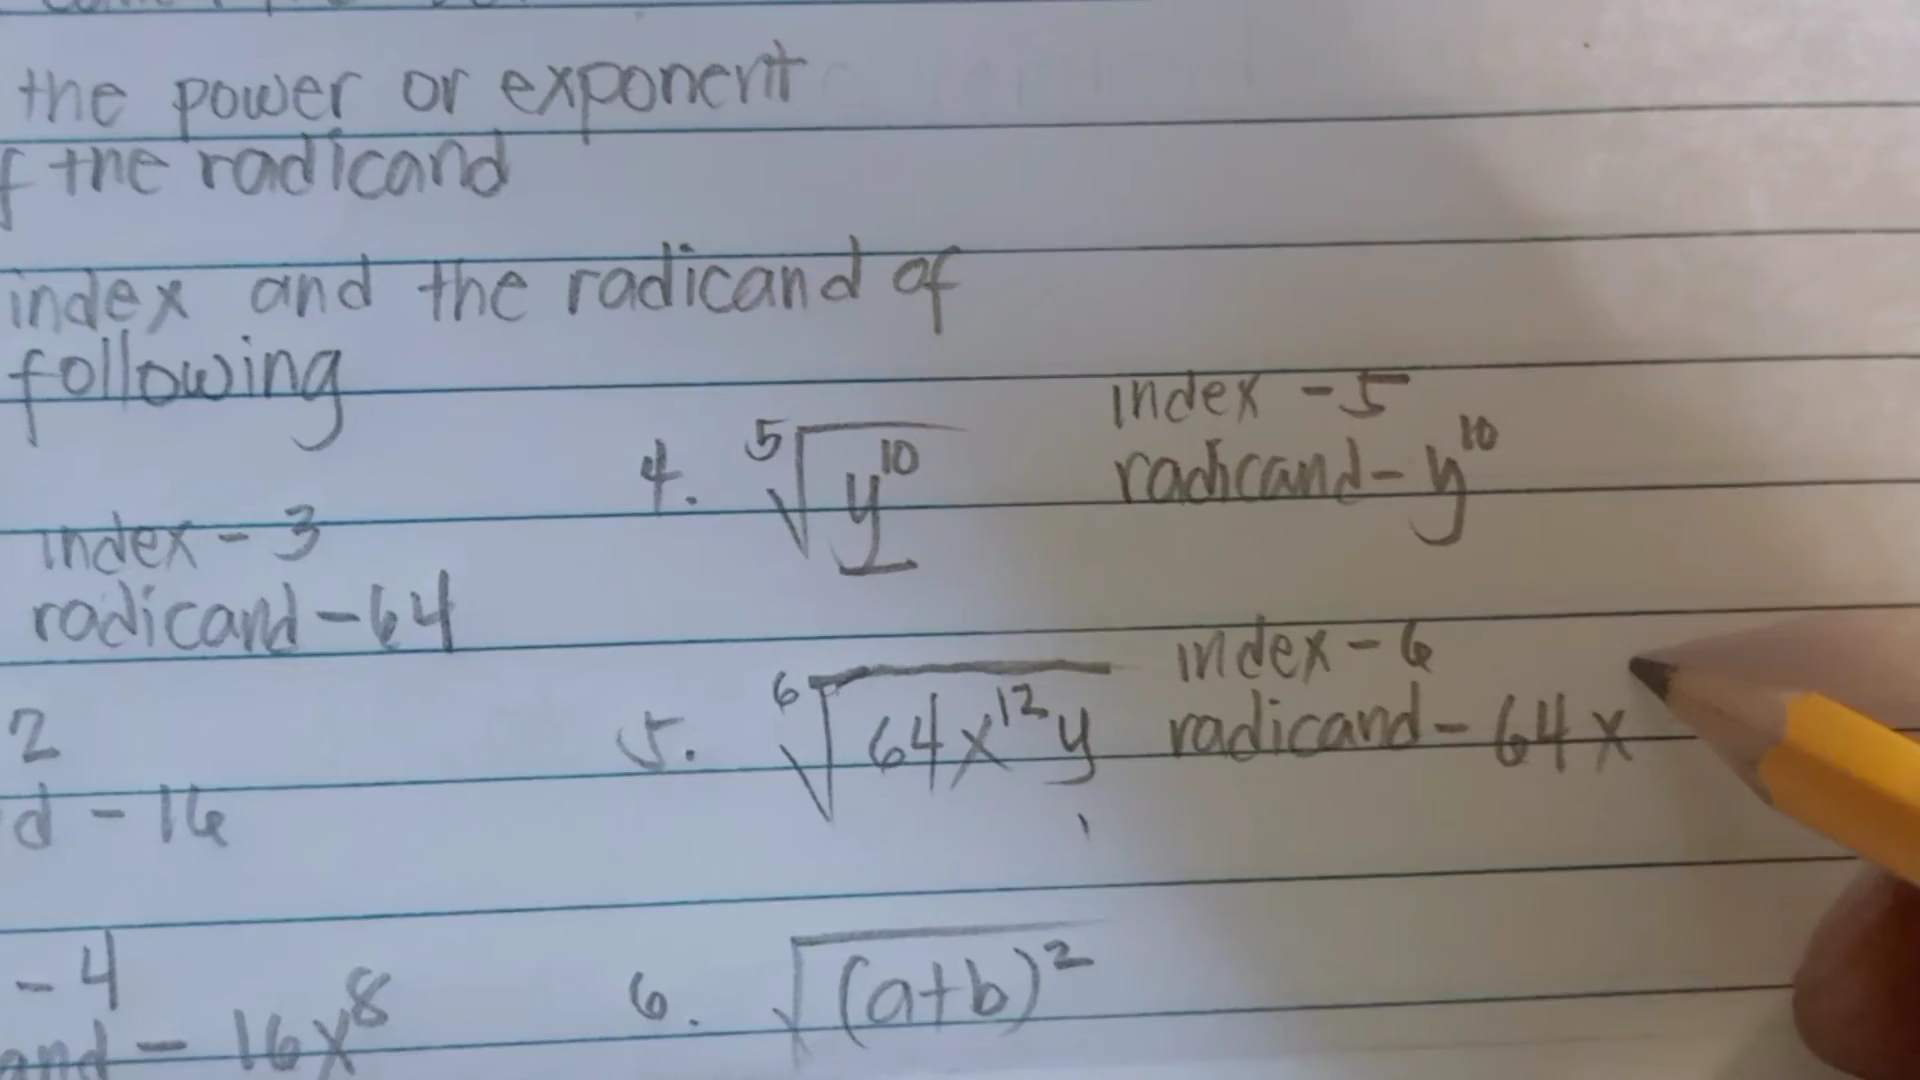 the power or exponent
f the radicand
index and the radicand of
following
index - 3
radicand - 64
2
d - 16
- 4
and - 16x⁸
4. ⁵√y¹⁰
index - 5
radicand - y¹⁰
5. ⁶√64x¹²y
index - 6
radicand - 64x
6. √(a+b)²